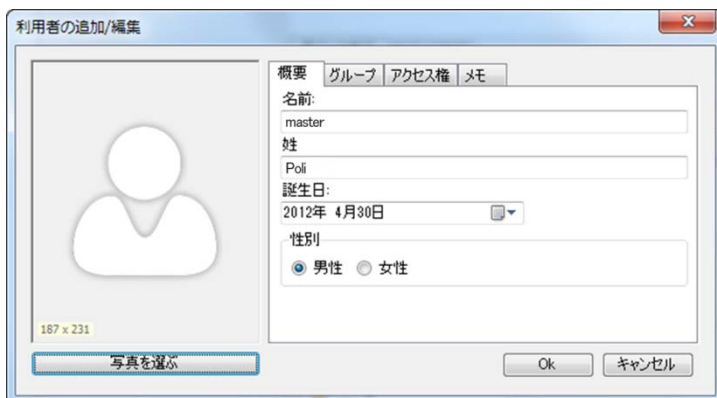 利用者の追加/編集
概要 グループ アクセス権 メモ
名前:
master
姓
Poli
誕生日:
2012年 4月30日
性別
男性 女性
187 x 231
写真を選ぶ
Ok キャンセル